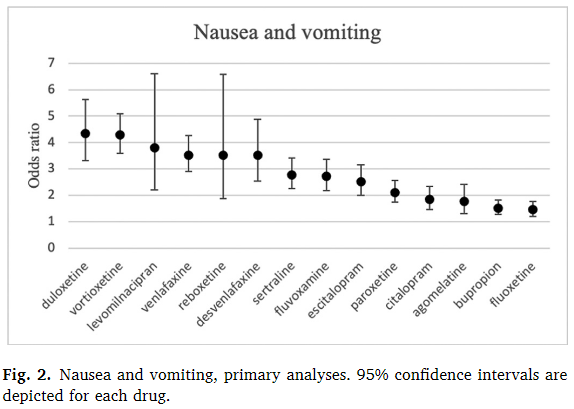 Nausea and vomiting
7
6
5
4
3
2
1
0
Odds ratio
duloxetine
vortioxetine
levomilnacipran
venlafaxine
reboxetine
desvenlafaxine
sertraline
fluvoxamine
escitalopram
paroxetine
citalopram
agomelatine
bupropion
fluoxetine
Fig. 2. Nausea and vomiting, primary analyses. 95% confidence intervals are
depicted for each drug.